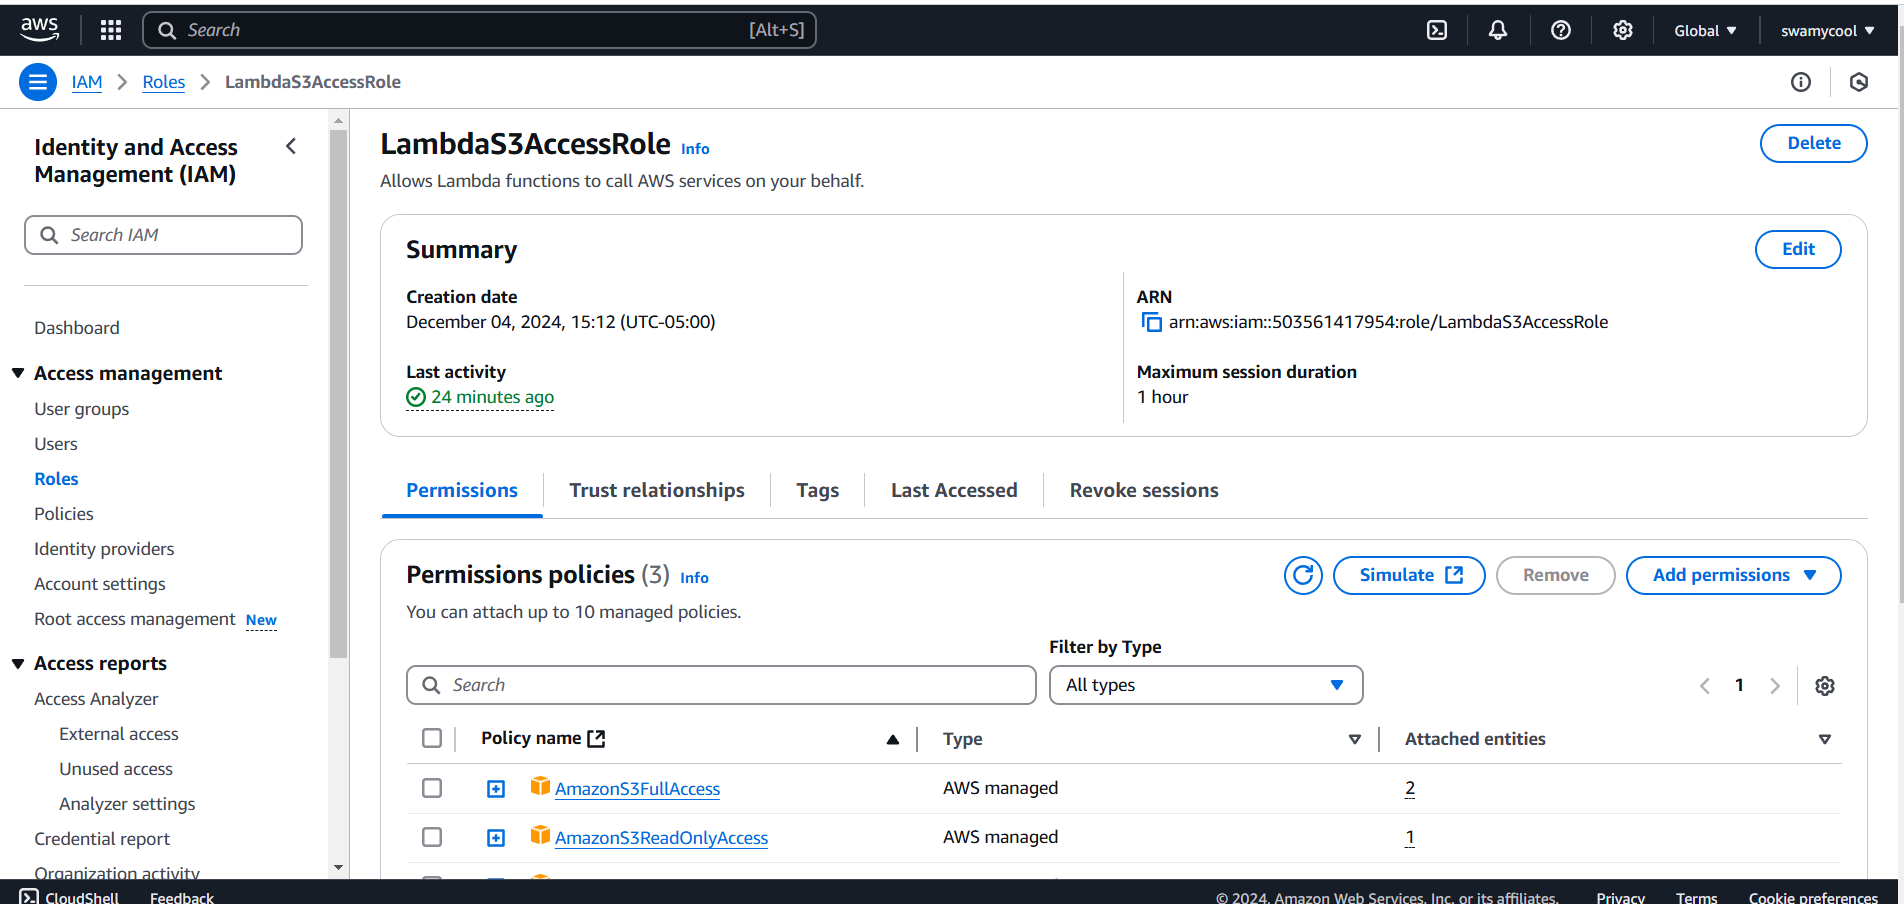 aws
Search [Alt+S] Global swamycool
IAM Roles LambdaS3AccessRole
Identity and Access
Management (IAM)
Search IAM
Dashboard
Access management
User groups
Users
Roles
Policies
Identity providers
Account settings
Root access management New
Access reports
Access Analyzer
External access
Unused access
Analyzer settings
Credential report
Organization activity
LambdaS3AccessRole Info
Delete
Allows Lambda functions to call AWS services on your behalf.
Summary
Edit
Creation date
December 04, 2024, 15:12 (UTC-05:00)
ARN
arn:aws:iam::503561417954:role/LambdaS3AccessRole
Last activity
24 minutes ago
Maximum session duration
1 hour
Permissions Trust relationships Tags Last Accessed Revoke sessions
Permissions policies (3) Info
Simulate Remove Add permissions
You can attach up to 10 managed policies.
Filter by Type
Search All types 1
Policy name Type Attached entities
AmazonS3FullAccess AWS managed 2
AmazonS3ReadOnlyAccess AWS managed 1
CloudShell Feedback © 2024, Amazon Web Services, Inc. or its affiliates. Privacy Terms Cookie preferences